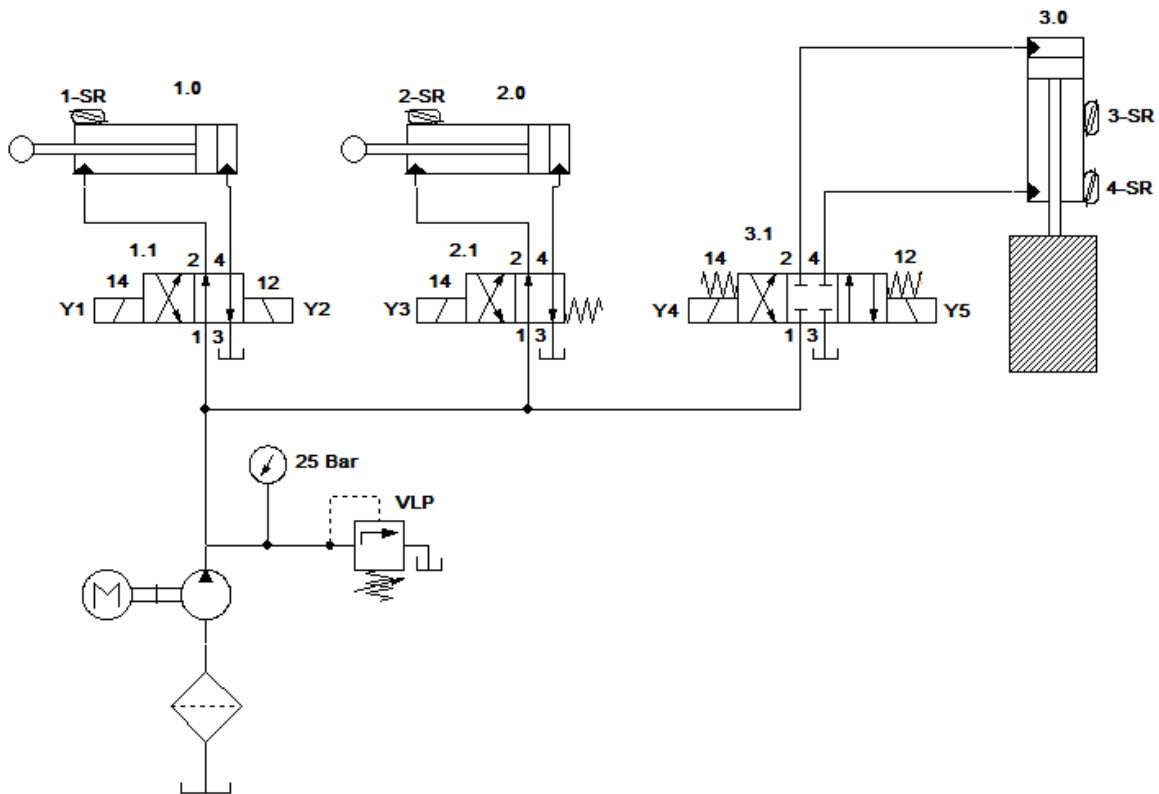 3.0
1-SR 1.0 2-SR 2.0
3-SR
4-SR
1.1 2 4 2.1 2 4 3.1 2 4
14 12 14 14 12
Y1 Y2 Y3 Y4 Y5
1 3 1 3 1 3
25 Bar
VLP
M